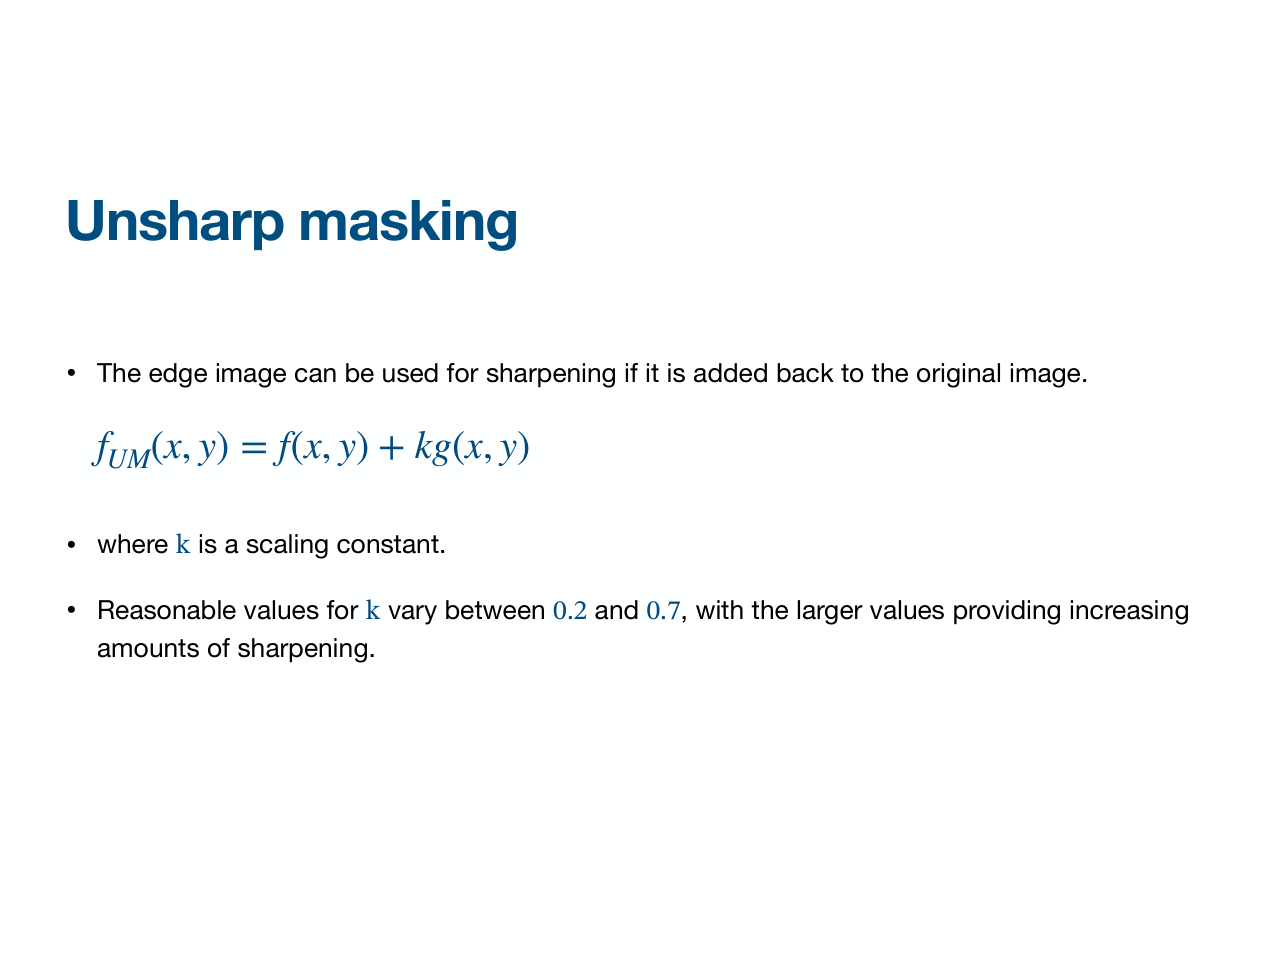 Unsharp masking
• The edge image can be used for sharpening if it is added back to the original image.
f_{UM}(x, y) = f(x, y) + kg(x, y)
• where k is a scaling constant.
• Reasonable values for k vary between 0.2 and 0.7, with the larger values providing increasing
amounts of sharpening.